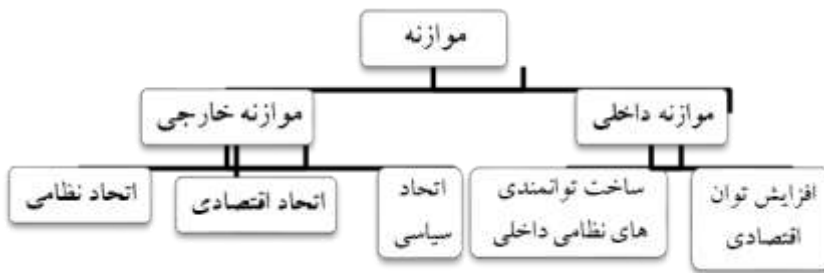 موازنه
موازنه داخلی
موازنه خارجی
افزایش توان
اقتصادی
ساخت توانمندی
های نظامی داخلی
اتحاد
سیاسی
اتحاد اقتصادی
اتحاد نظامی